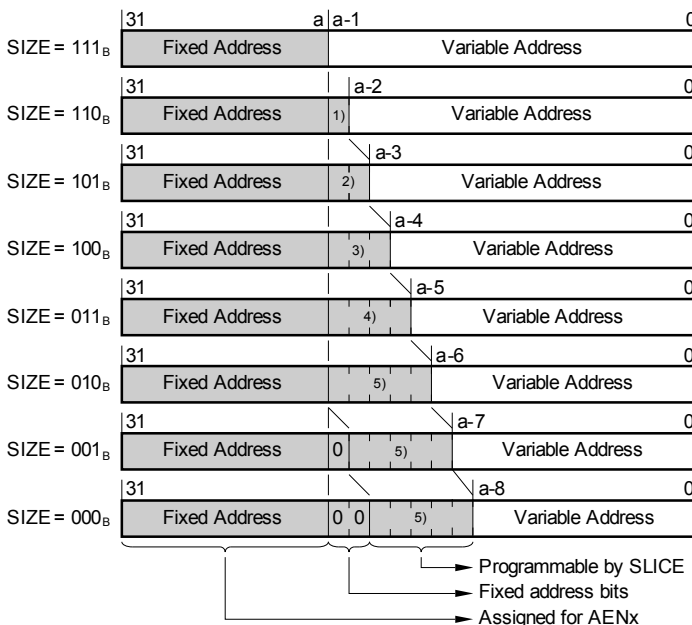 31 a a-1 0
SIZE = 111B Fixed Address Variable Address
31 a-2 0
SIZE = 110B Fixed Address 1) Variable Address
31 a-3 0
SIZE = 101B Fixed Address 2) Variable Address
31 a-4 0
SIZE = 100B Fixed Address 3) Variable Address
31 a-5 0
SIZE = 011B Fixed Address 4) Variable Address
31 a-6 0
SIZE = 010B Fixed Address 5) Variable Address
31 a-7 0
SIZE = 001B Fixed Address 0 5) Variable Address
31 a-8 0
SIZE = 000B Fixed Address 0 0 5) Variable Address
Programmable by SLICE
Fixed address bits
Assigned for AENx